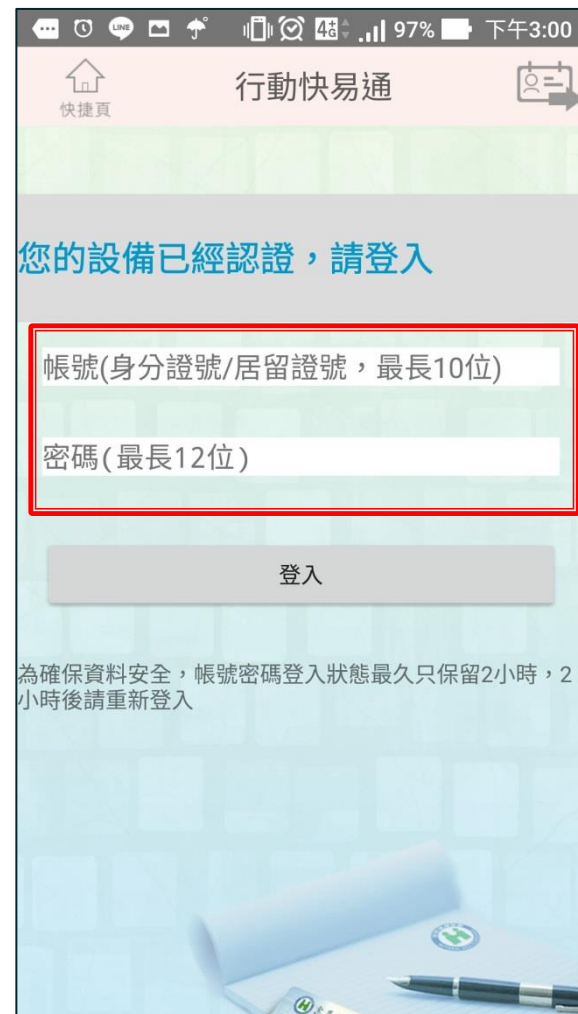 LINE 4G 97% 下午3:00
快捷頁
行動快易通
您的設備已經認證，請登入
帳號(身分證號/居留證號，最長10位)
密碼(最長12位)
登入
為確保資料安全，帳號密碼登入狀態最久只保留2小時，2
小時後請重新登入